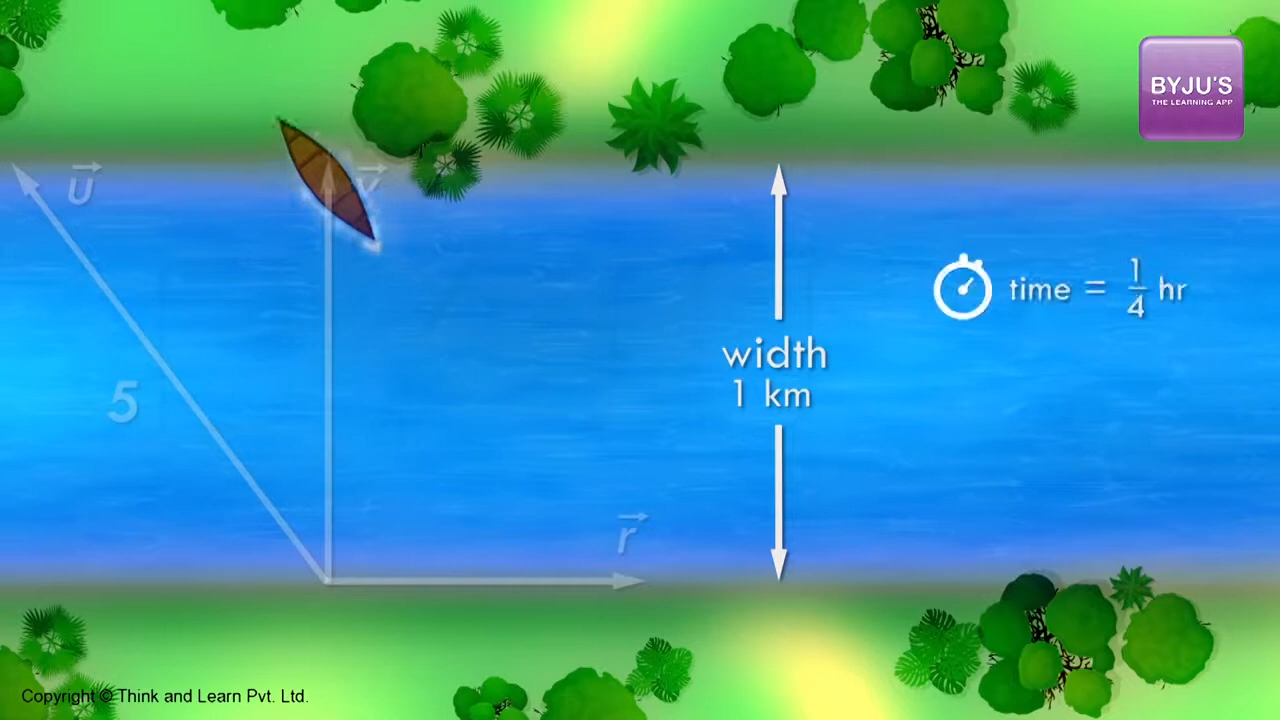 BYJU'S
THE LEARNING APP
U
v
time = 1/4 hr
width
1 km
5
r
Copyright © Think and Learn Pvt. Ltd.